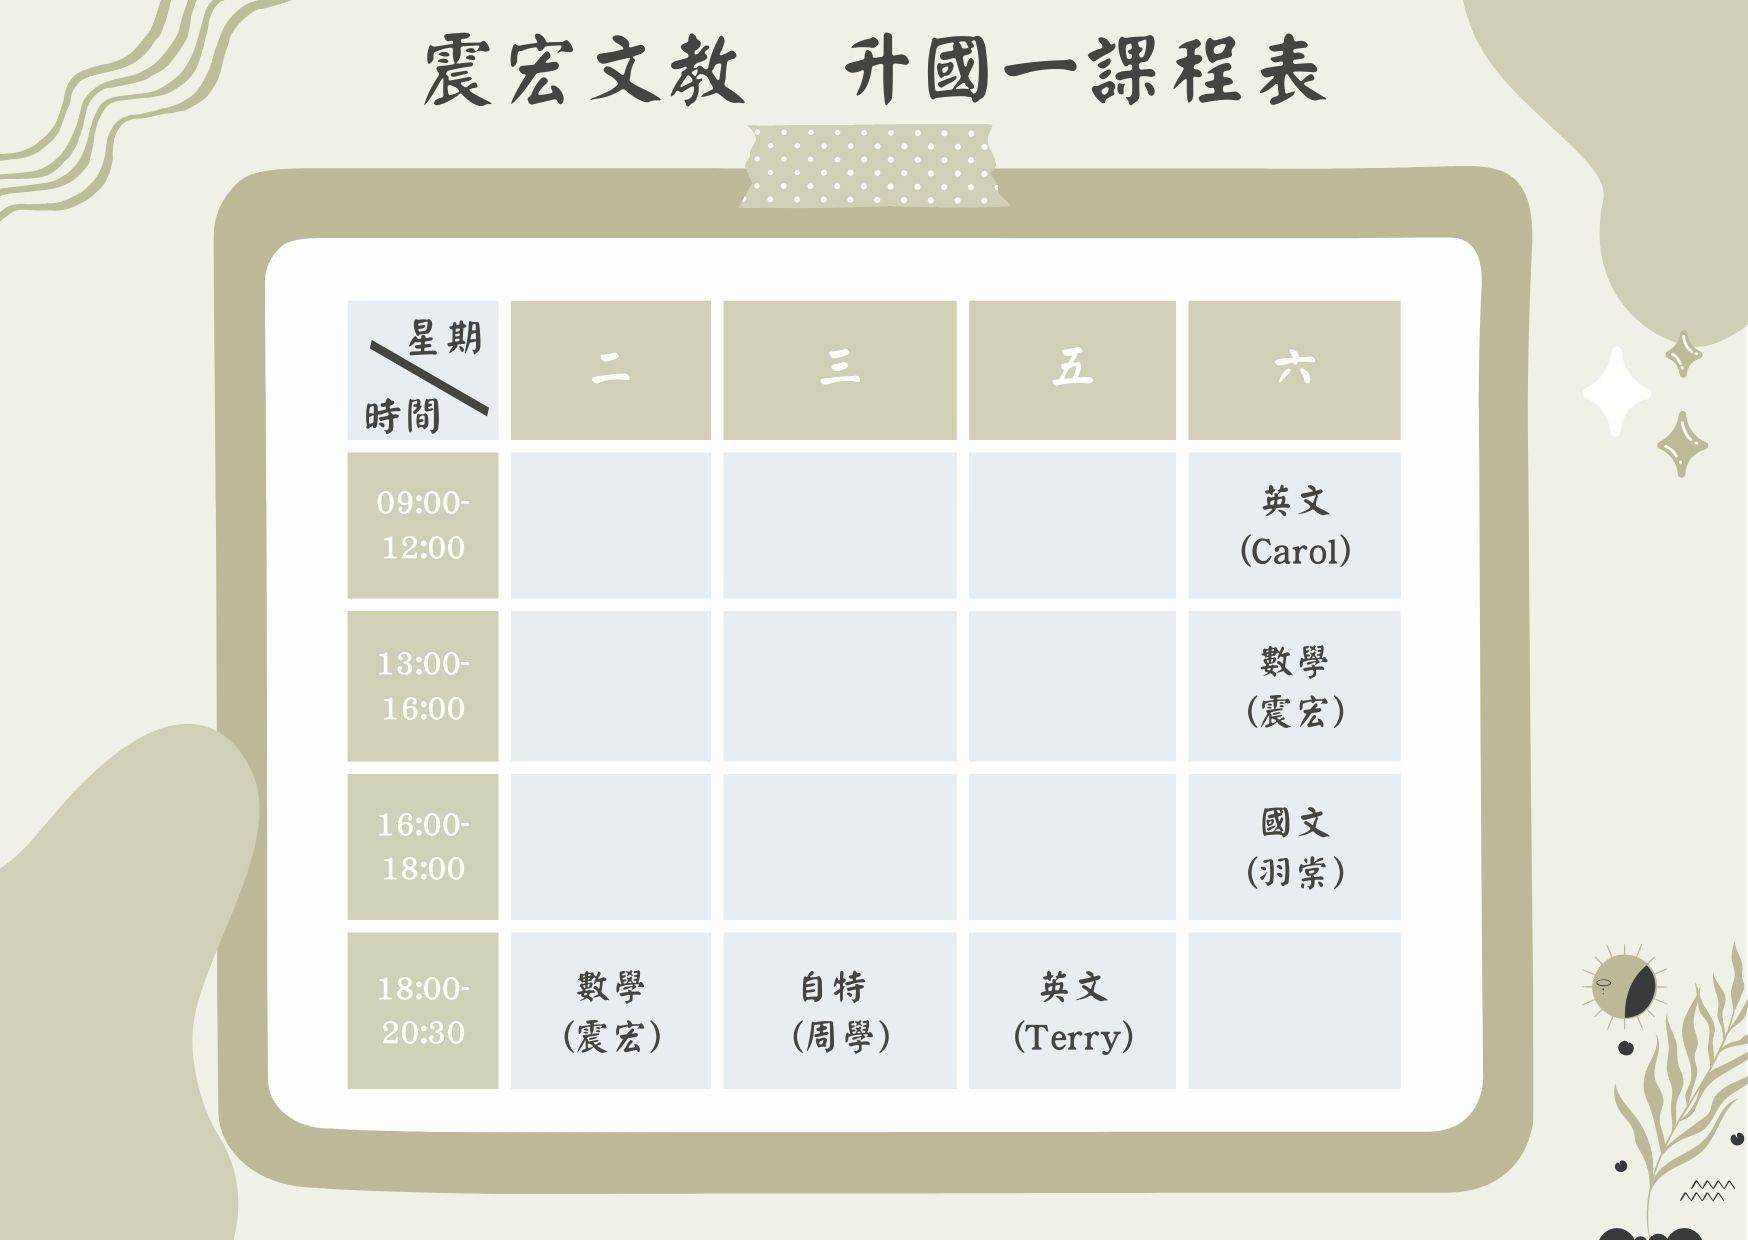 震宏文教　升國一課程表
星期
時間
二
三
五
六
09:00-
12:00
英文
(Carol)
13:00-
16:00
數學
(震宏)
16:00-
18:00
國文
(羽棠)
18:00-
20:30
數學
(震宏)
自特
(周學)
英文
(Terry)